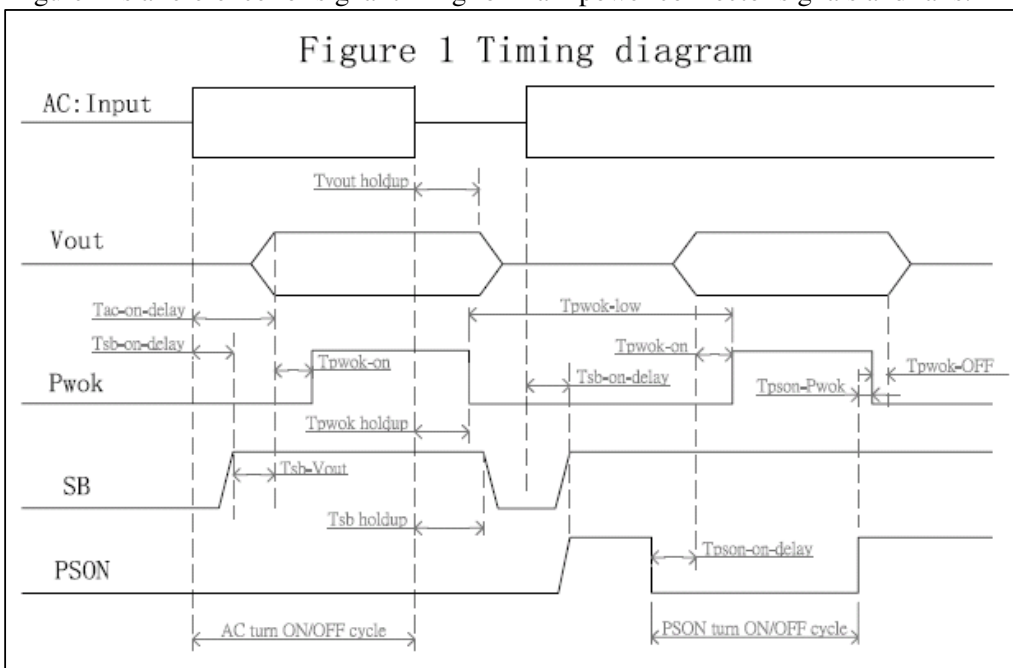 Figure 1 Timing diagram
AC:Input
Tvout holdup
Vout
Tac-on-delay
Tpwok-low
Tsb-on-delay
Tpwok-on
Tpwok-on
Tpwok-OFF
Pwok
Tsb-on-delay
Tpson-Pwok
Tpwok holdup
Tsb-Vout
SB
Tsb holdup
Tpson-on-delay
PSON
AC turn ON/OFF cycle
PSON turn ON/OFF cycle